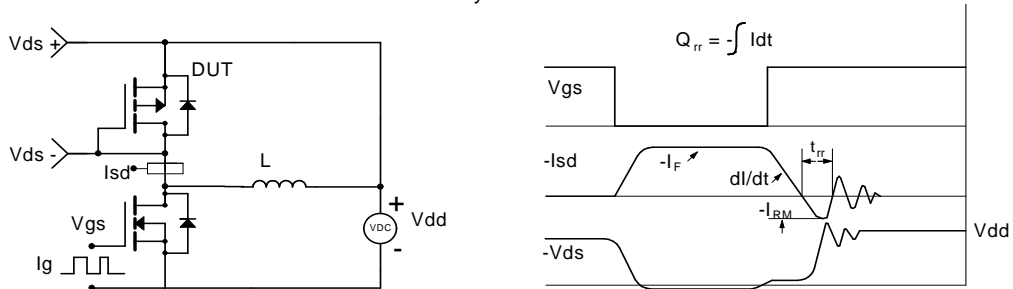 Vds +
DUT
Vds -
Isd
L
Vgs
Ig
+
VDC
-
Vdd
Qrr = -∫ Idt
Vgs
-Isd
-IF
dI/dt
trr
-IRM
Vdd
-Vds